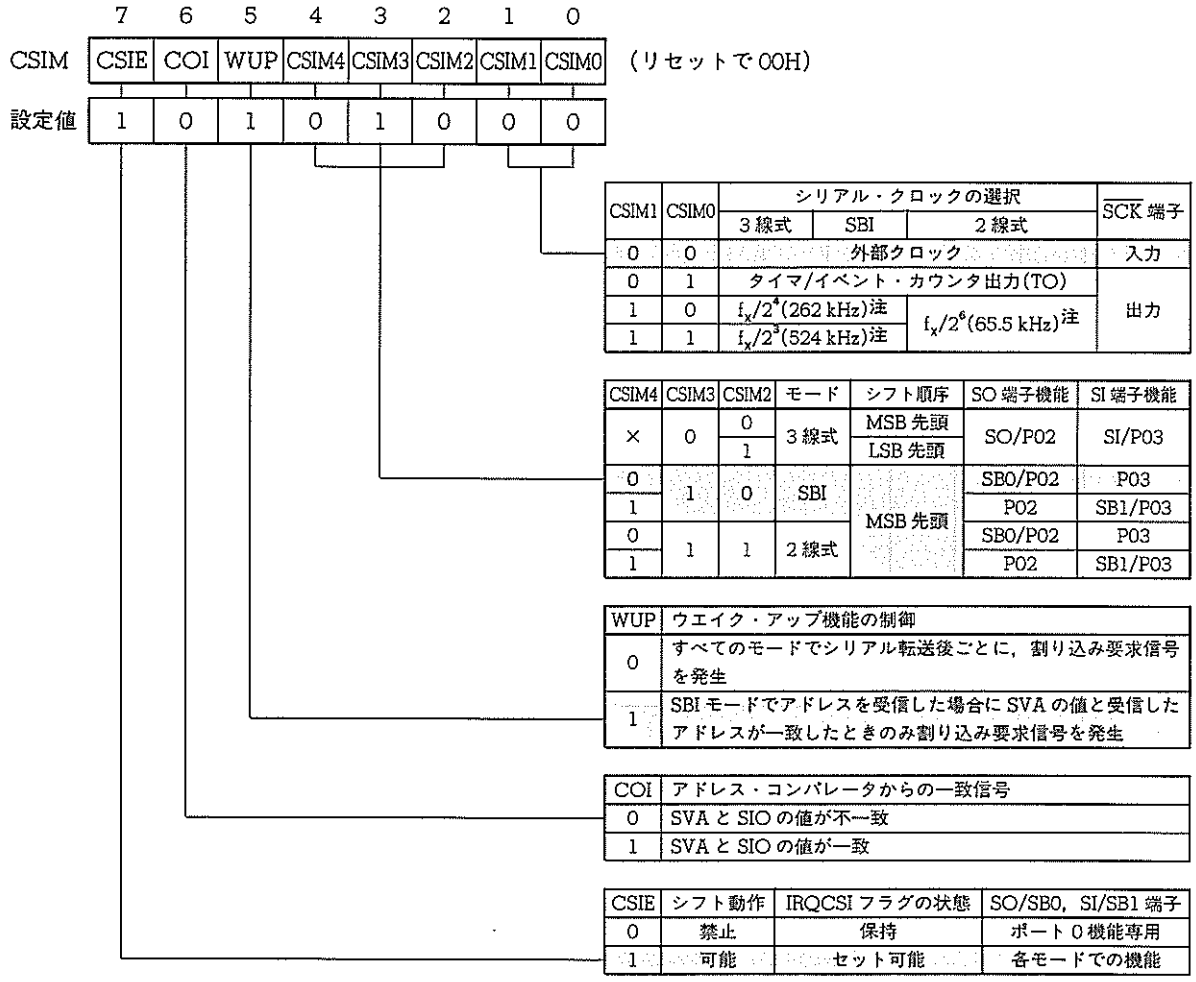 7 6 5 4 3 2 1 0
CSIM CSIE COI WUP CSIM4 CSIM3 CSIM2 CSIM1 CSIM0 (リセットで00H)
設定値 1 0 1 0 1 0 0 0
CSIM1 CSIM0 シリアル・クロックの選択 SCK 端子
3線式 SBI 2線式
0 0 外部クロック 入力
0 1 タイマ/イベント・カウンタ出力(TO) 出力
1 0 fx/2⁴(262 kHz)注 fx/2⁶(65.5 kHz)注
1 1 fx/2³(524 kHz)注
CSIM4 CSIM3 CSIM2 モード シフト順序 SO 端子機能 SI 端子機能
× 0 0 3線式 MSB 先頭 SO/P02 SI/P03
1 LSB 先頭
0 1 0 SBI MSB 先頭 SB0/P02 P03
1 P02 SB1/P03
0 1 1 2線式 SB0/P02 P03
1 P02 SB1/P03
WUP ウエイク・アップ機能の制御
0 すべてのモードでシリアル転送後ごとに,割り込み要求信号
を発生
1 SBI モードでアドレスを受信した場合に SVA の値と受信した
アドレスが一致したときのみ割り込み要求信号を発生
COI アドレス・コンパレータからの一致信号
0 SVA と SIO の値が不一致
1 SVA と SIO の値が一致
CSIE シフト動作 IRQCSI フラグの状態 SO/SB0, SI/SB1 端子
0 禁止 保持 ポート0機能専用
1 可能 セット可能 各モードでの機能